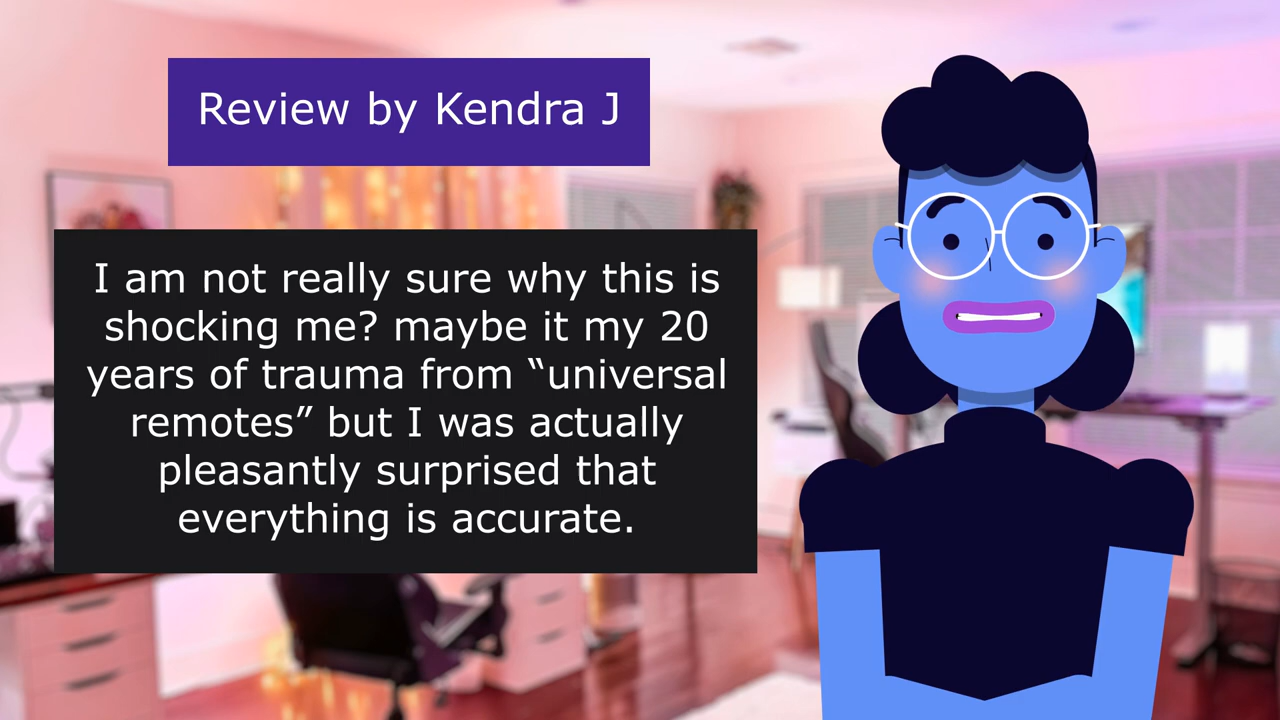 Review by Kendra J
I am not really sure why this is
shocking me? maybe it my 20
years of trauma from “universal
remotes” but I was actually
pleasantly surprised that
everything is accurate.